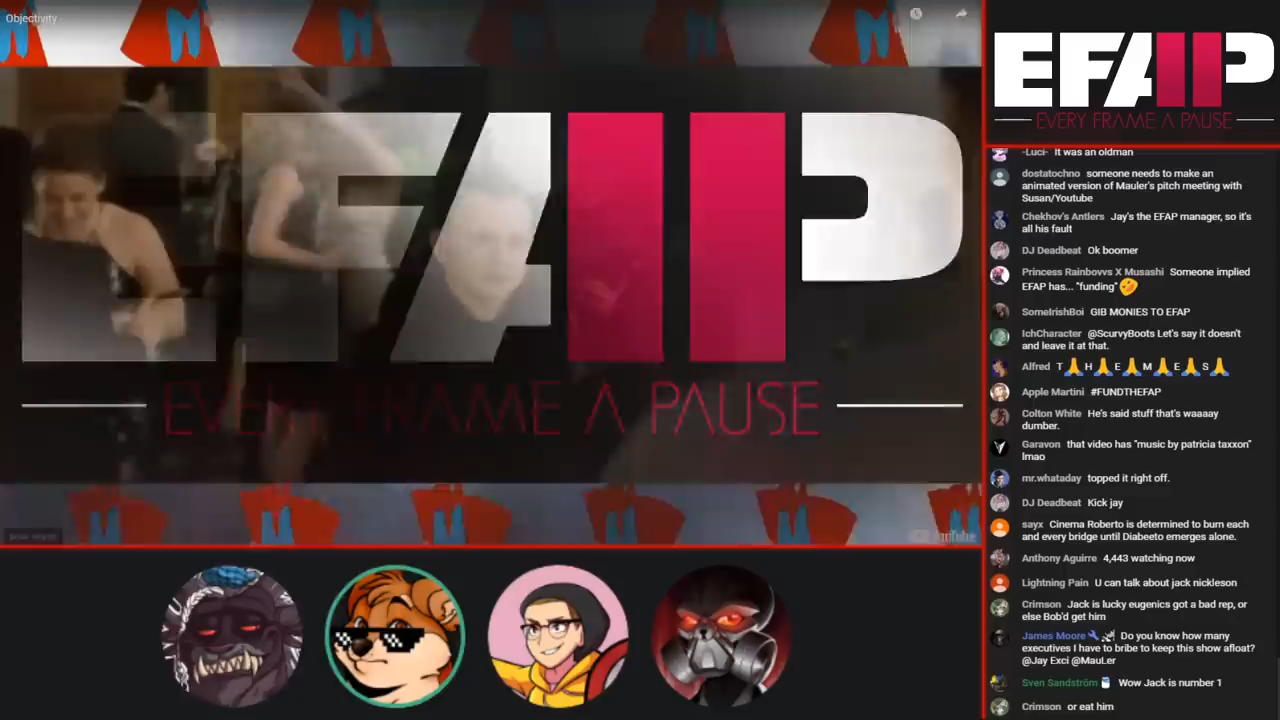 Objectivity
EFAP
EVERY FRAME A PAUSE
YouTube
EFAP
EVERY FRAME A PAUSE
-Luci- It was an oldman
dostatochno someone needs to make an
animated version of Mauler's pitch meeting with
Susan/Youtube
Chekhov's Antlers Jay's the EFAP manager, so it's
all his fault
DJ Deadbeat Ok boomer
Princess Rainbovvs X Musashi Someone implied
EFAP has... "funding"
SomeIrishBoi GIB MONIES TO EFAP
IchCharacter @ScurvyBoots Let's say it doesn't
and leave it at that.
Alfred T🙏H🙏E🙏M🙏E🙏S🙏
Apple Martini #FUNDTHEFAP
Colton White He's said stuff that's waaaay
dumber.
Garavon that video has "music by patricia taxxon"
lmao
mr.whataday topped it right off.
DJ Deadbeat Kick jay
sayx Cinema Roberto is determined to burn each
and every bridge until Diabeeto emerges alone.
Anthony Aguirre 4,443 watching now
Lightning Pain U can talk about jack nickleson
Crimson Jack is lucky eugenics got a bad rep, or
else Bob'd get him
James Moore Do you know how many
executives I have to bribe to keep this show afloat?
@Jay Exci @MauLer
Sven Sandström Wow Jack is number 1
Crimson or eat him